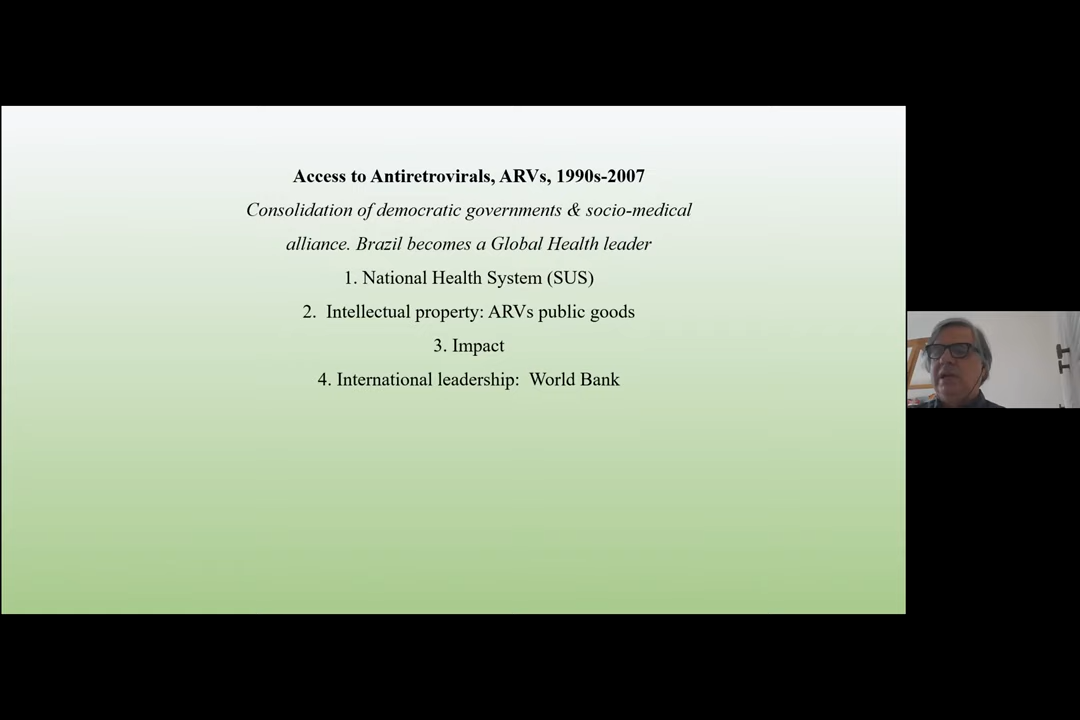 Access to Antiretrovirals, ARVs, 1990s-2007
Consolidation of democratic governments & socio-medical
alliance. Brazil becomes a Global Health leader
1. National Health System (SUS)
2. Intellectual property: ARVs public goods
3. Impact
4. International leadership: World Bank